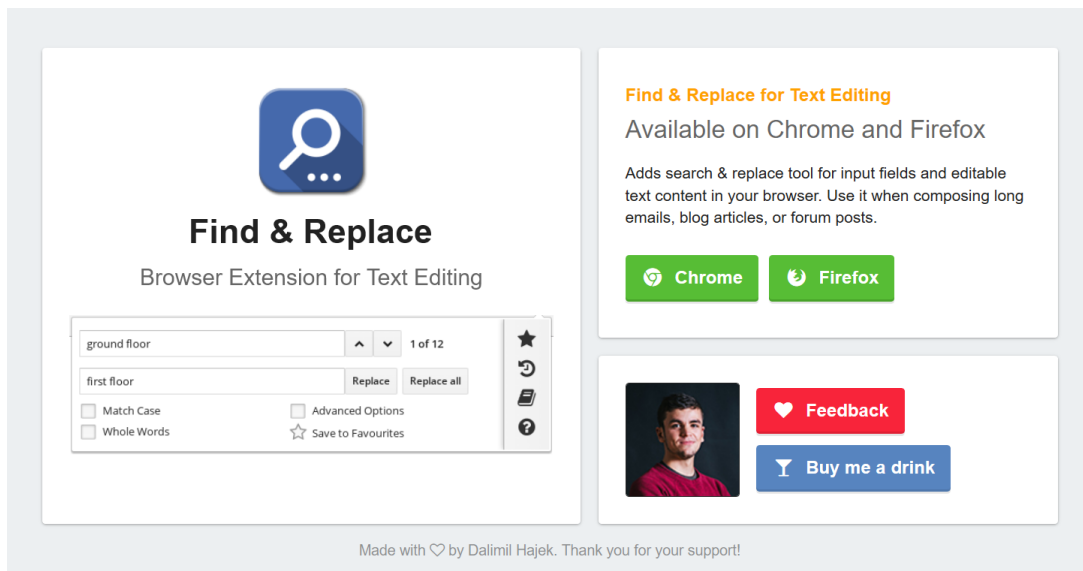 Find & Replace
Browser Extension for Text Editing
ground floor
1 of 12
first floor
Replace
Replace all
Match Case
Advanced Options
Whole Words
Save to Favourites
Find & Replace for Text Editing
Available on Chrome and Firefox
Adds search & replace tool for input fields and editable
text content in your browser. Use it when composing long
emails, blog articles, or forum posts.
Chrome
Firefox
Feedback
Buy me a drink
Made with ♡ by Dalimil Hajek. Thank you for your support!